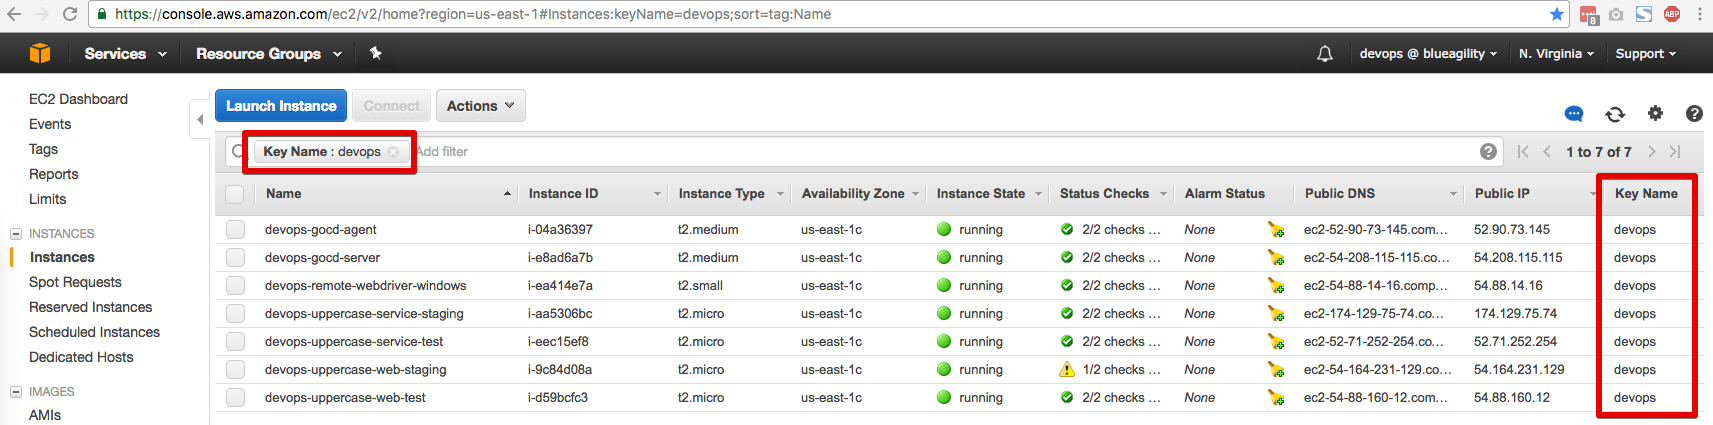 https://console.aws.amazon.com/ec2/v2/home?region=us-east-1#Instances:keyName=devops;sort=tag:Name
8
ABP
Services Resource Groups devops @ blueagility N. Virginia Support
EC2 Dashboard
Events
Tags
Reports
Limits
INSTANCES
Instances
Spot Requests
Reserved Instances
Scheduled Instances
Dedicated Hosts
IMAGES
AMIs
Launch Instance Connect Actions
Key Name : devops Add filter 1 to 7 of 7
Name Instance ID Instance Type Availability Zone Instance State Status Checks Alarm Status Public DNS Public IP Key Name
devops-gocd-agent i-04a36397 t2.medium us-east-1c running 2/2 checks ... None ec2-52-90-73-145.com... 52.90.73.145 devops
devops-gocd-server i-e8ad6a7b t2.medium us-east-1c running 2/2 checks ... None ec2-54-208-115-115.co... 54.208.115.115 devops
devops-remote-webdriver-windows i-ea414e7a t2.small us-east-1c running 2/2 checks ... None ec2-54-88-14-16.comp... 54.88.14.16 devops
devops-uppercase-service-staging i-aa5306bc t2.micro us-east-1c running 2/2 checks ... None ec2-174-129-75-74.co... 174.129.75.74 devops
devops-uppercase-service-test i-eec15ef8 t2.micro us-east-1c running 2/2 checks ... None ec2-52-71-252-254.co... 52.71.252.254 devops
devops-uppercase-web-staging i-9c84d08a t2.micro us-east-1c running 1/2 checks ... None ec2-54-164-231-129.co... 54.164.231.129 devops
devops-uppercase-web-test i-d59bcfc3 t2.micro us-east-1c running 2/2 checks ... None ec2-54-88-160-12.com... 54.88.160.12 devops